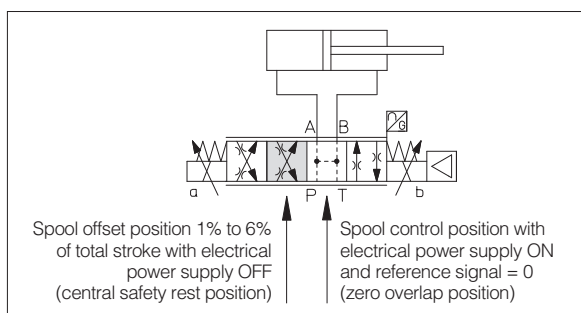 A B
G
a
P T
b
Spool offset position 1% to 6%
of total stroke with electrical
power supply OFF
(central safety rest position)
Spool control position with
electrical power supply ON
and reference signal = 0
(zero overlap position)